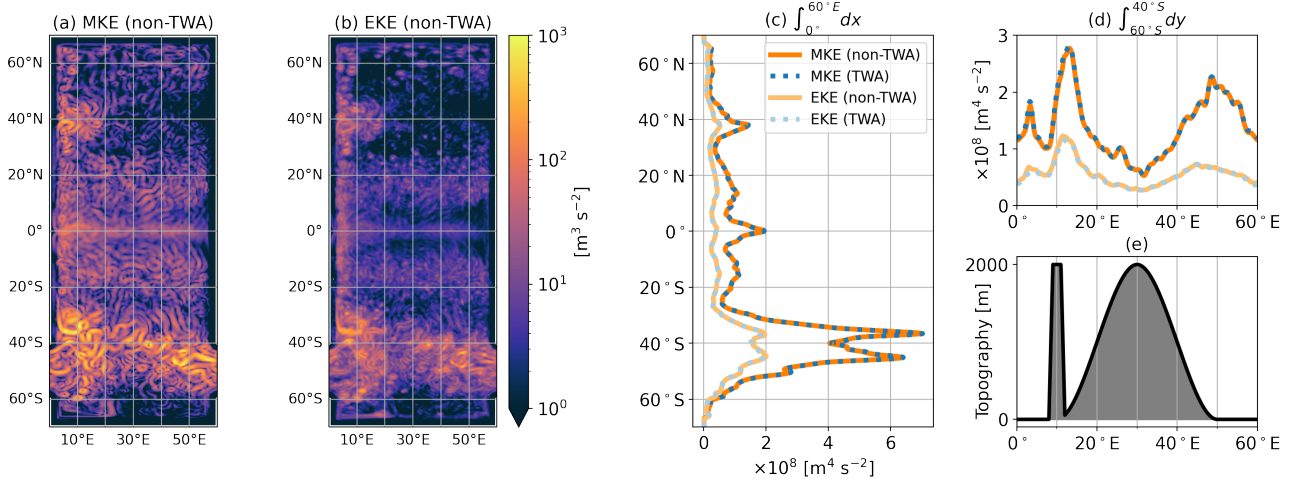 (a) MKE (non-TWA)
60°N
40°N
20°N
0°
20°S
40°S
60°S
10°E 30°E 50°E
(b) EKE (non-TWA)
60°N
40°N
20°N
0°
20°S
40°S
60°S
10°E 30°E 50°E
10³
10²
10¹
10⁰
[m³ s⁻²]
(c) ∫₀°^60°E dx
MKE (non-TWA)
MKE (TWA)
EKE (non-TWA)
EKE (TWA)
60°N
40°N
20°N
0°
20°S
40°S
60°S
0 2 4 6
×10⁸ [m⁴ s⁻²]
(d) ∫_60°S^40°S dy
×10⁸ [m⁴ s⁻²]
3
2
1
0
0° 20°E 40°E 60°E
(e)
Topography [m]
2000
0
0° 20°E 40°E 60°E